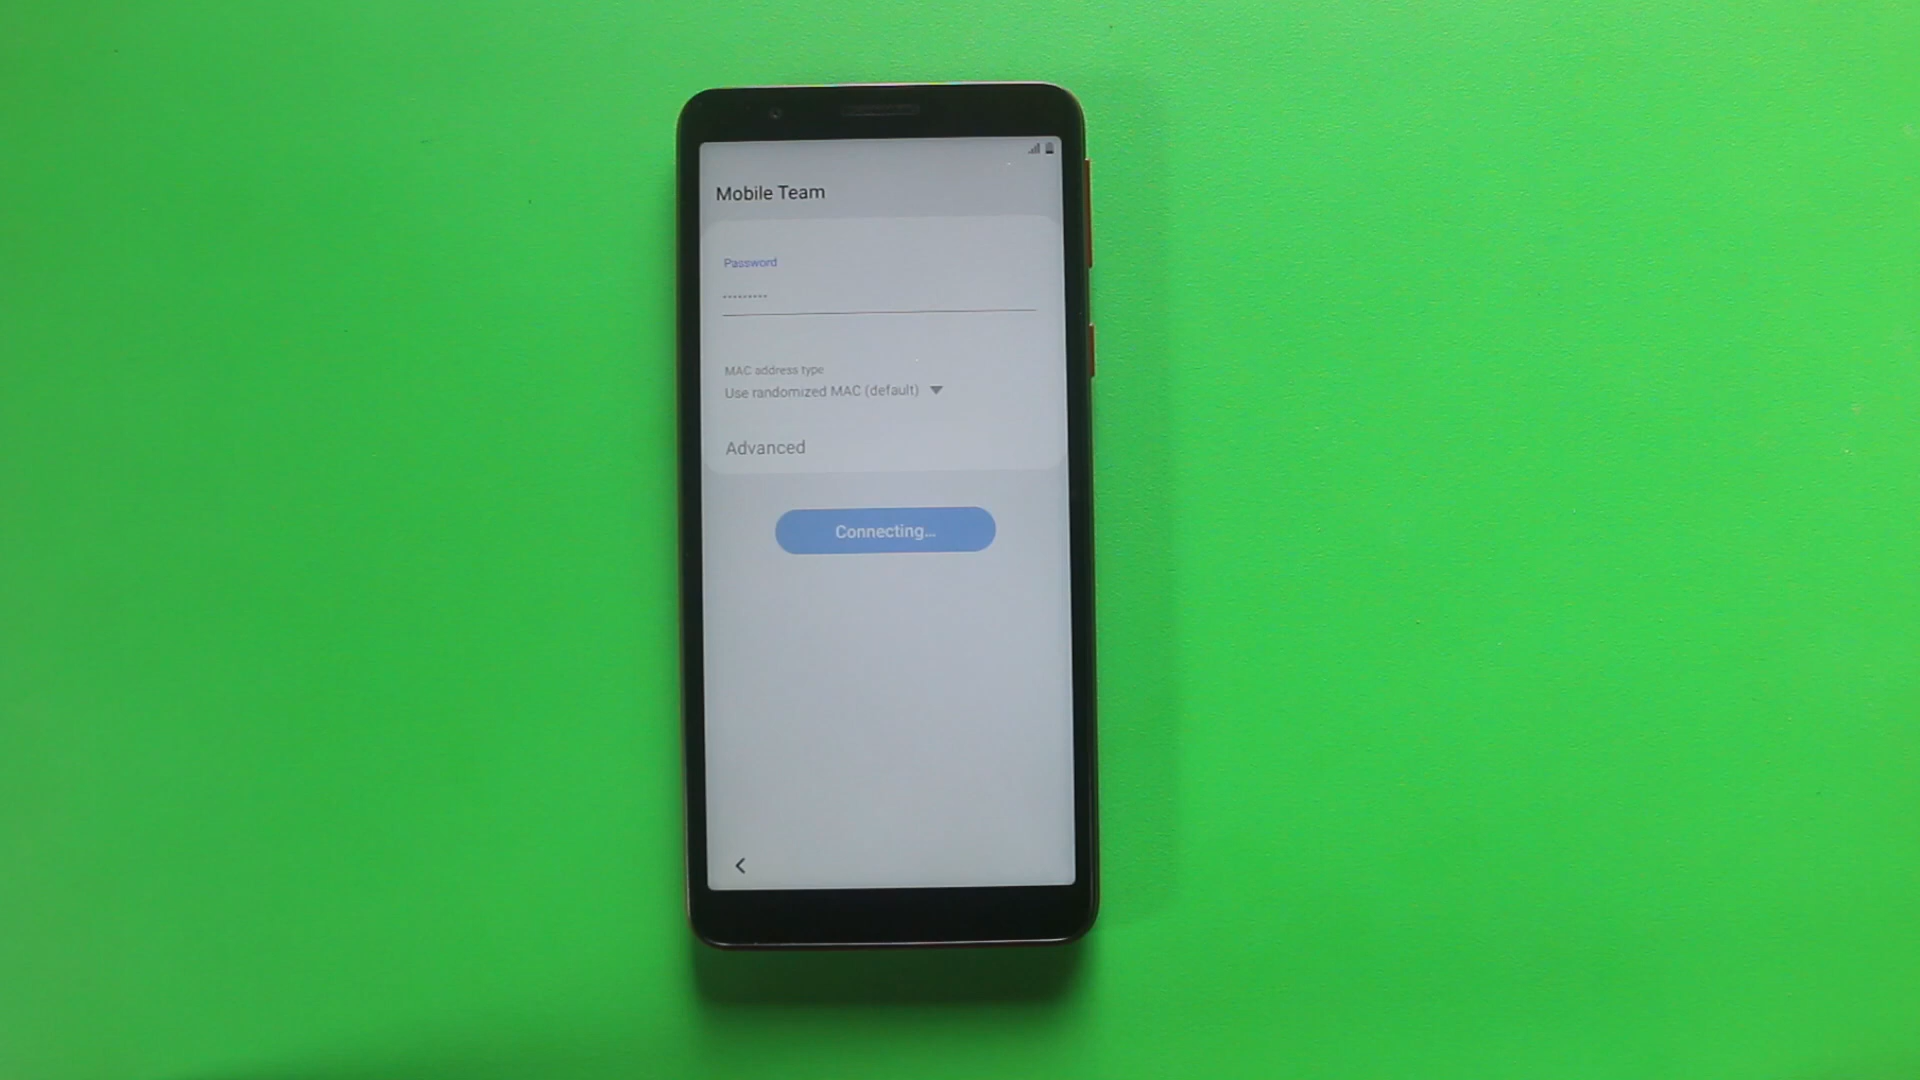 Mobile Team
Password
---------
MAC address type
Use randomized MAC (default)
Advanced
Connecting...